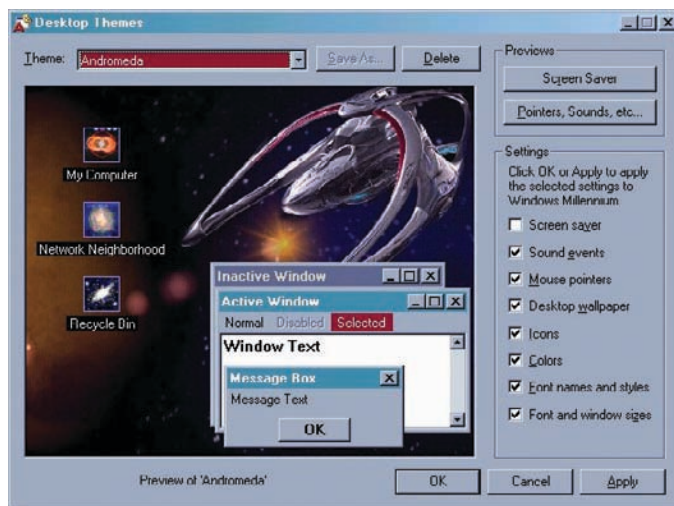 Desktop Themes
Theme: Andromeda Save As... Delete
Previews
Screen Saver
Pointers, Sounds, etc...
My Computer
Network Neighborhood
Recycle Bin
Inactive Window
Active Window
Normal Disabled Selected
Window Text
Message Box
Message Text
OK
Settings
Click OK or Apply to apply
the selected settings to
Windows Millennium
Screen saver
Sound events
Mouse pointers
Desktop wallpaper
Icons
Colors
Font names and styles
Font and window sizes
Preview of 'Andromeda' OK Cancel Apply